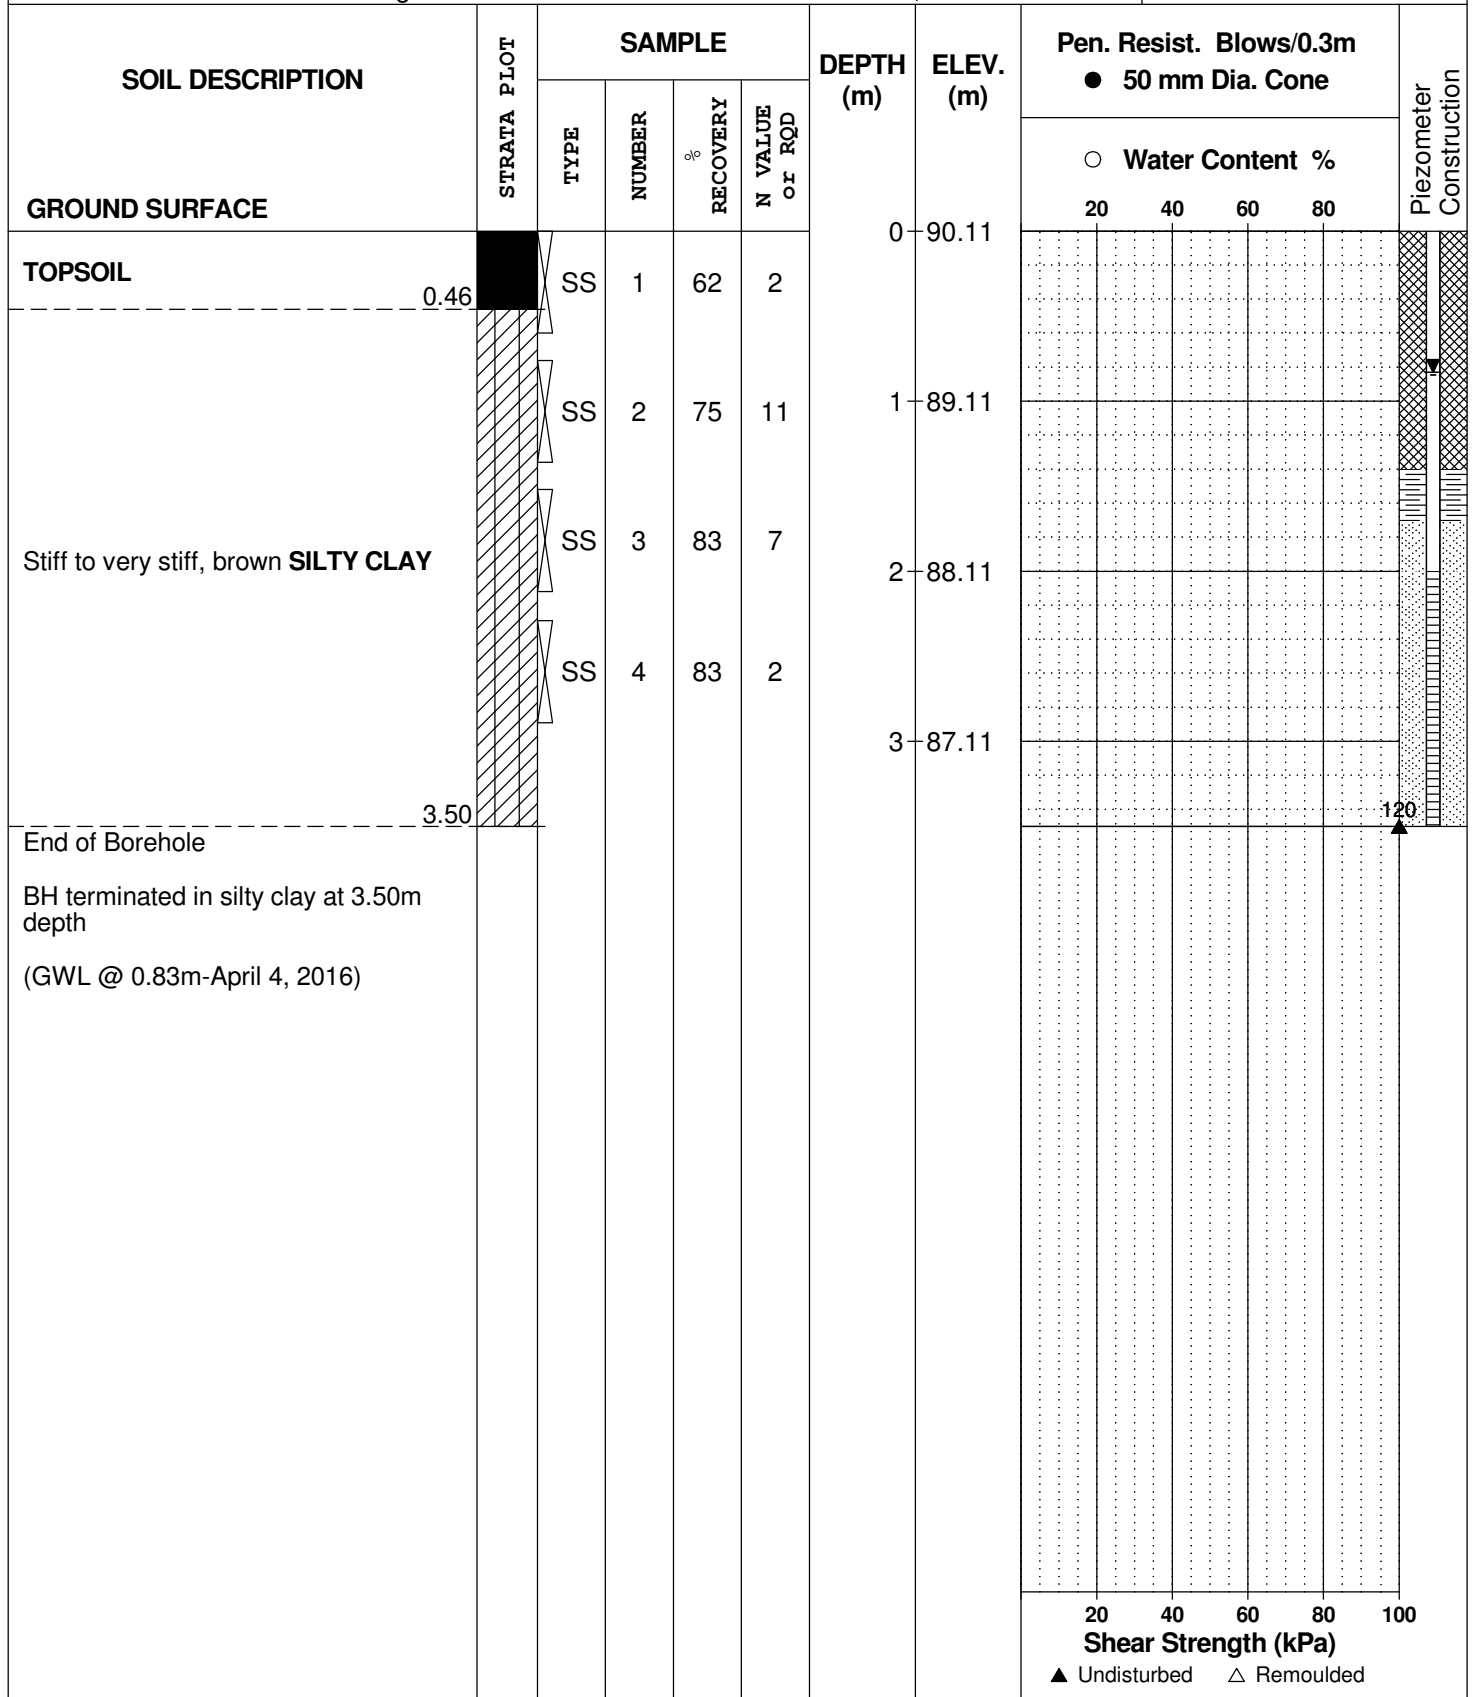 SOIL DESCRIPTION
GROUND SURFACE
STRATA PLOT
SAMPLE
TYPE
NUMBER
%
RECOVERY
N VALUE
or RQD
DEPTH
(m)
ELEV.
(m)
Pen. Resist. Blows/0.3m
● 50 mm Dia. Cone
○ Water Content %
20 40 60 80
Piezometer
Construction
0 90.11
TOPSOIL
0.46
SS 1 62 2
SS 2 75 11
1 89.11
SS 3 83 7
Stiff to very stiff, brown SILTY CLAY
2 88.11
SS 4 83 2
3 87.11
3.50
120
End of Borehole
BH terminated in silty clay at 3.50m
depth
(GWL @ 0.83m-April 4, 2016)
20 40 60 80 100
Shear Strength (kPa)
▲ Undisturbed △ Remoulded